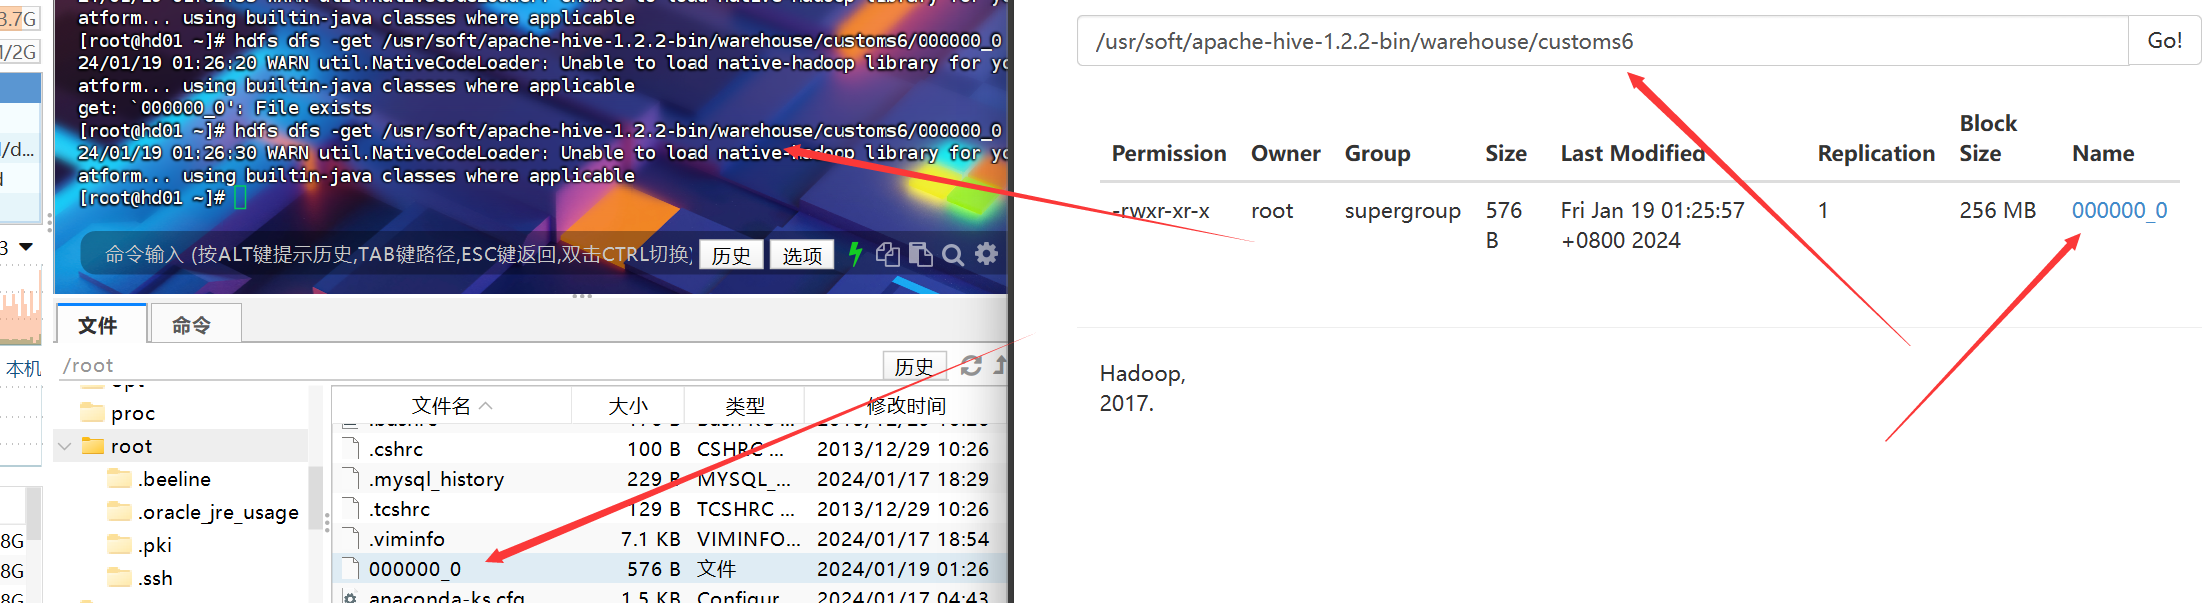 3.7G
/2G
/d...
d
3
本机
8G
8G
8G
atform... using builtin-java classes where applicable
[root@hd01 ~]# hdfs dfs -get /usr/soft/apache-hive-1.2.2-bin/warehouse/customs6/000000_0
24/01/19 01:26:20 WARN util.NativeCodeLoader: Unable to load native-hadoop library for yo
atform... using builtin-java classes where applicable
get: `000000_0': File exists
[root@hd01 ~]# hdfs dfs -get /usr/soft/apache-hive-1.2.2-bin/warehouse/customs6/000000_0
24/01/19 01:26:30 WARN util.NativeCodeLoader: Unable to load native-hadoop library for yo
atform... using builtin-java classes where applicable
[root@hd01 ~]#
命令输入 (按ALT键提示历史,TAB键路径,ESC键返回,双击CTRL切换) 历史 选项
文件 命令
/root 历史
opt
proc
root
.beeline
.oracle_jre_usage
.pki
.ssh
文件名 大小 类型 修改时间
.cshrc 100 B CSHRC ... 2013/12/29 10:26
.mysql_history 229 B MYSQL_... 2024/01/17 18:29
.tcshrc 129 B TCSHRC ... 2013/12/29 10:26
.viminfo 7.1 KB VIMINFO... 2024/01/17 18:54
000000_0 576 B 文件 2024/01/19 01:26
anaconda-ks.cfg 1.5 KB Configur... 2024/01/17 04:43
/usr/soft/apache-hive-1.2.2-bin/warehouse/customs6 Go!
Permission Owner Group Size Last Modified Replication Block Size Name
-rwxr-xr-x root supergroup 576 B Fri Jan 19 01:25:57 +0800 2024 1 256 MB 000000_0
Hadoop,
2017.